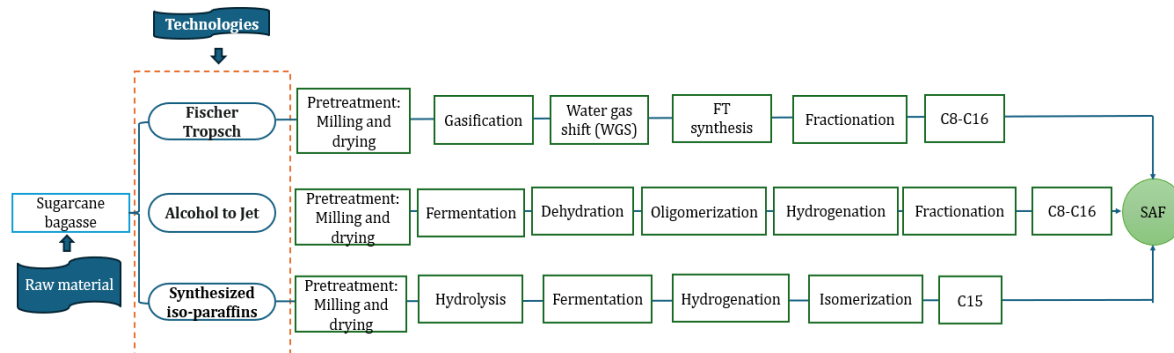 Technologies
Fischer
Tropsch
Pretreatment:
Milling and
drying
Gasification
Water gas
shift (WGS)
FT
synthesis
Fractionation
C8-C16
Sugarcane
bagasse
Raw material
Alcohol to Jet
Pretreatment:
Milling and
drying
Fermentation
Dehydration
Oligomerization
Hydrogenation
Fractionation
C8-C16
SAF
Synthesized
iso-paraffins
Pretreatment:
Milling and
drying
Hydrolysis
Fermentation
Hydrogenation
Isomerization
C15